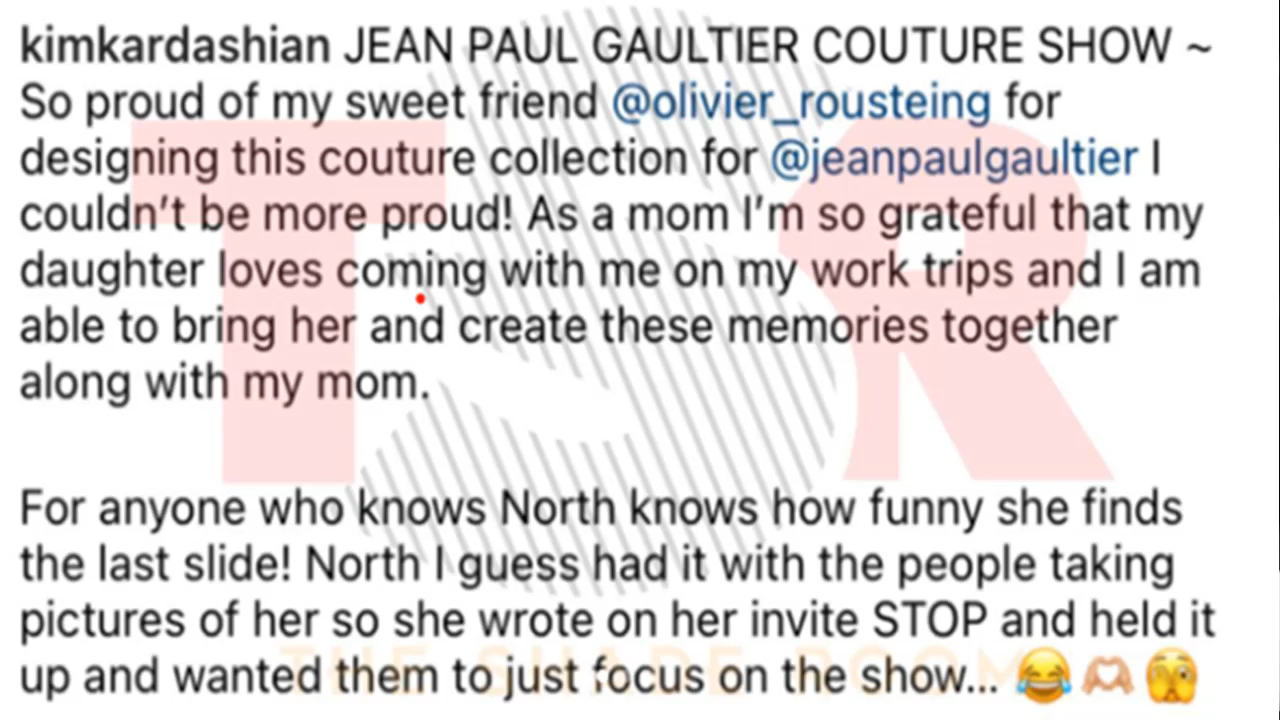 kimkardashian JEAN PAUL GAULTIER COUTURE SHOW ~
So proud of my sweet friend @olivier_rousteing for
designing this couture collection for @jeanpaulgaultier I
couldn’t be more proud! As a mom I’m so grateful that my
daughter loves coming with me on my work trips and I am
able to bring her and create these memories together
along with my mom.
For anyone who knows North knows how funny she finds
the last slide! North I guess had it with the people taking
pictures of her so she wrote on her invite STOP and held it
up and wanted them to just focus on the show... 😂🫶🏽🫣
TSR
THE SHADE ROOM